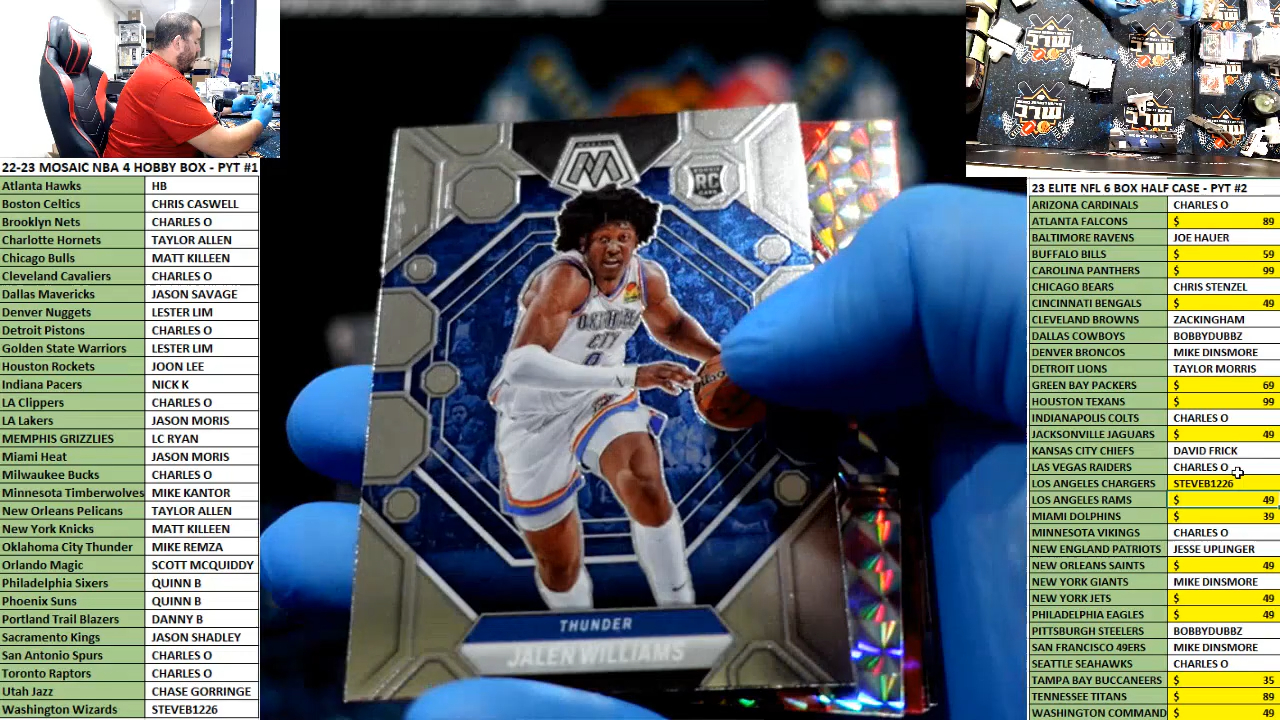 22-23 MOSAIC NBA 4 HOBBY BOX - PYT #1
Atlanta Hawks HB
Boston Celtics CHRIS CASWELL
Brooklyn Nets CHARLES O
Charlotte Hornets TAYLOR ALLEN
Chicago Bulls MATT KILLEEN
Cleveland Cavaliers CHARLES O
Dallas Mavericks JASON SAVAGE
Denver Nuggets LESTER LIM
Detroit Pistons CHARLES O
Golden State Warriors LESTER LIM
Houston Rockets JOON LEE
Indiana Pacers NICK K
LA Clippers CHARLES O
LA Lakers JASON MORIS
MEMPHIS GRIZZLIES LC RYAN
Miami Heat JASON MORIS
Milwaukee Bucks CHARLES O
Minnesota Timberwolves MIKE KANTOR
New Orleans Pelicans TAYLOR ALLEN
New York Knicks MATT KILLEEN
Oklahoma City Thunder MIKE REMZA
Orlando Magic SCOTT MCQUIDDY
Philadelphia Sixers QUINN B
Phoenix Suns QUINN B
Portland Trail Blazers DANNY B
Sacramento Kings JASON SHADLEY
San Antonio Spurs CHARLES O
Toronto Raptors CHARLES O
Utah Jazz CHASE GORRINGE
Washington Wizards STEVEB1226
M
RC
CITY
THUNDER
JALEN WILLIAMS
23 ELITE NFL 6 BOX HALF CASE - PYT #2
ARIZONA CARDINALS CHARLES O
ATLANTA FALCONS $ 89
BALTIMORE RAVENS JOE HAUER
BUFFALO BILLS $ 59
CAROLINA PANTHERS $ 99
CHICAGO BEARS CHRIS STENZEL
CINCINNATI BENGALS $ 49
CLEVELAND BROWNS ZACKINGHAM
DALLAS COWBOYS BOBBYDUBBZ
DENVER BRONCOS MIKE DINSMORE
DETROIT LIONS TAYLOR MORRIS
GREEN BAY PACKERS $ 69
HOUSTON TEXANS $ 99
INDIANAPOLIS COLTS CHARLES O
JACKSONVILLE JAGUARS $ 49
KANSAS CITY CHIEFS DAVID FRICK
LAS VEGAS RAIDERS CHARLES O
LOS ANGELES CHARGERS STEVEB1226
LOS ANGELES RAMS $ 49
MIAMI DOLPHINS $ 39
MINNESOTA VIKINGS CHARLES O
NEW ENGLAND PATRIOTS JESSE UPLINGER
NEW ORLEANS SAINTS $ 49
NEW YORK GIANTS MIKE DINSMORE
NEW YORK JETS $ 49
PHILADELPHIA EAGLES $ 49
PITTSBURGH STEELERS BOBBYDUBBZ
SAN FRANCISCO 49ERS MIKE DINSMORE
SEATTLE SEAHAWKS CHARLES O
TAMPA BAY BUCCANEERS $ 35
TENNESSEE TITANS $ 89
WASHINGTON COMMAND $ 49